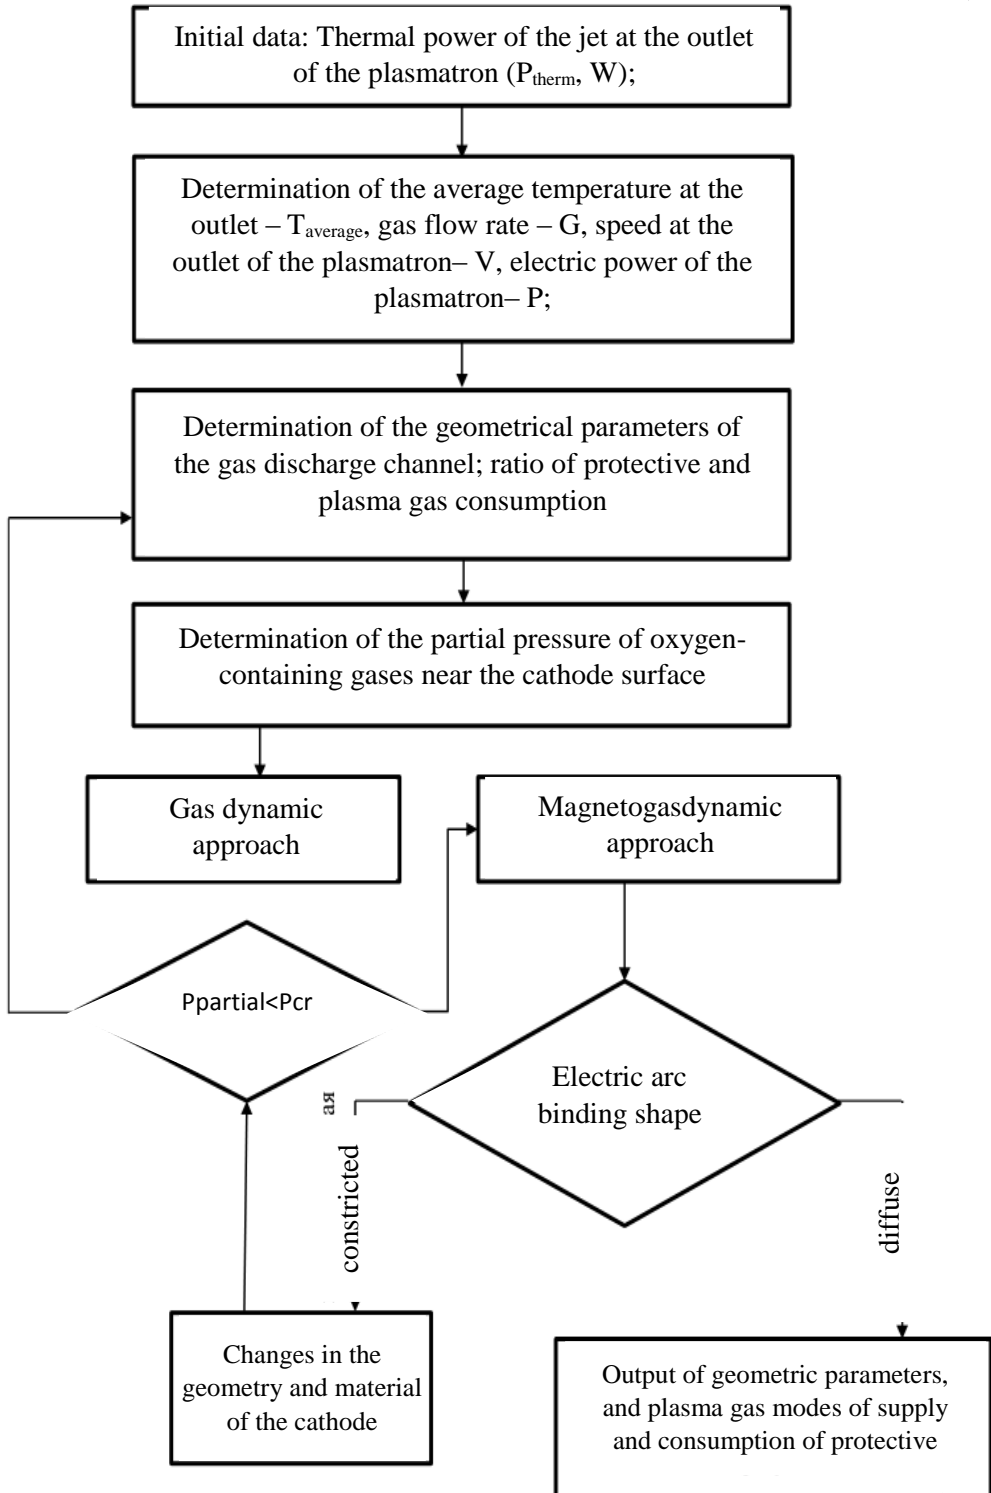 Initial data: Thermal power of the jet at the outlet
of the plasmatron (Ptherm, W);
Determination of the average temperature at the
outlet – Taverage, gas flow rate – G, speed at the
outlet of the plasmatron– V, electric power of the
plasmatron– P;
Determination of the geometrical parameters of
the gas discharge channel; ratio of protective and
plasma gas consumption
Determination of the partial pressure of oxygen-
containing gases near the cathode surface
Gas dynamic
approach
Magnetogasdynamic
approach
Ppartial<Pcr
Electric arc
binding shape
ая
constricted
diffuse
Changes in the
geometry and material
of the cathode
Output of geometric parameters,
and plasma gas modes of supply
and consumption of protective